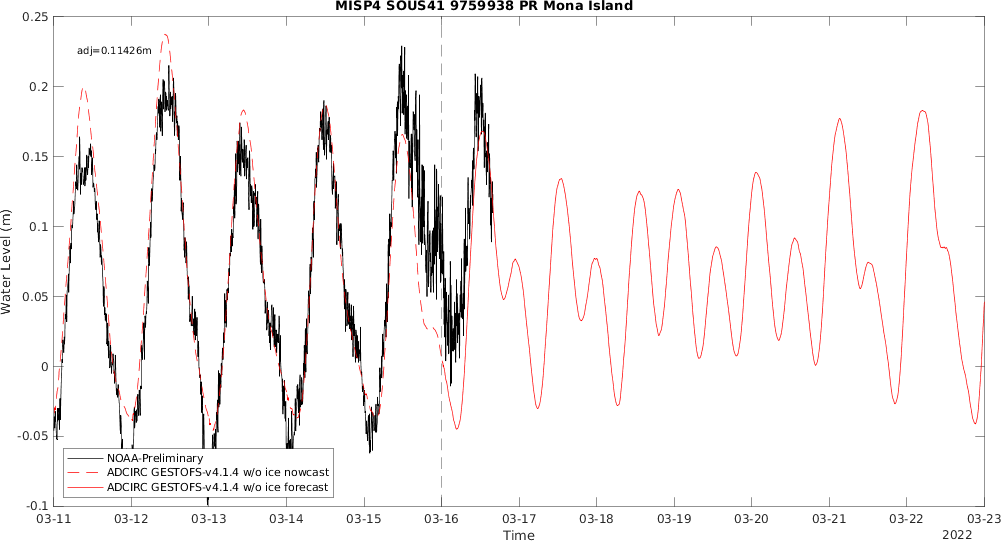 MISP4 SOUS41 9759938 PR Mona Island
adj=0.11426m
0.25
0.2
0.15
0.1
0.05
0
-0.05
-0.1
Water Level (m)
NOAA-Preliminary
ADCIRC GESTOFS-v4.1.4 w/o ice nowcast
ADCIRC GESTOFS-v4.1.4 w/o ice forecast
03-11 03-12 03-13 03-14 03-15 03-16 03-17 03-18 03-19 03-20 03-21 03-22 03-23
Time
2022